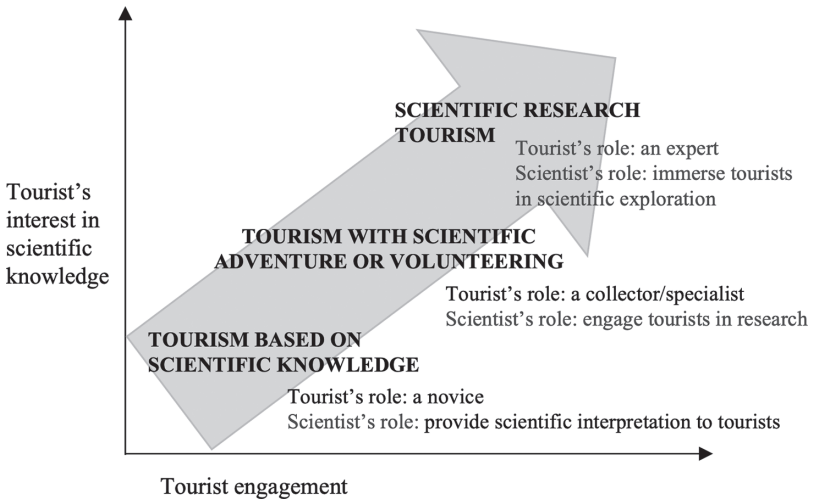 SCIENTIFIC RESEARCH
TOURISM
Tourist's role: an expert
Scientist's role: immerse tourists
in scientific exploration
Tourist's
interest in
scientific
knowledge
TOURISM WITH SCIENTIFIC
ADVENTURE OR VOLUNTEERING
Tourist's role: a collector/specialist
Scientist's role: engage tourists in research
TOURISM BASED ON
SCIENTIFIC KNOWLEDGE
Tourist's role: a novice
Scientist's role: provide scientific interpretation to tourists
Tourist engagement